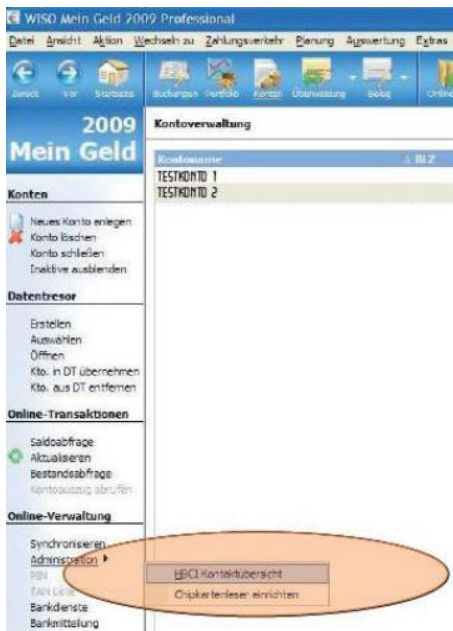 WISO Mein Geld 2009 Professional
Datei Ansicht Aktion Wechseln zu Zahlungsverkehr Planung Auswertung Extras
Zurück Vor Startseite Buchungen Portfolio Konten Überweisung Beleg Online
2009
Mein Geld
Kontoverwaltung
Kontoname BLZ
TESTKONTO 1
TESTKONTO 2
Konten
Neues Konto anlegen
Konto löschen
Konto schließen
Inaktive ausblenden
Datentresor
Erstellen
Auswählen
Öffnen
Kto. in DT übernehmen
Kto. aus DT entfernen
Online-Transaktionen
Saldoabfrage
Aktualisieren
Bestandsabfrage
Kontoauszug abrufen
Online-Verwaltung
Synchronisieren
Administration
HBCI Kontaktübersicht
PIN
Chipkartenleser einrichten
TAN Liste
Bankdienste
Bankmitteilung